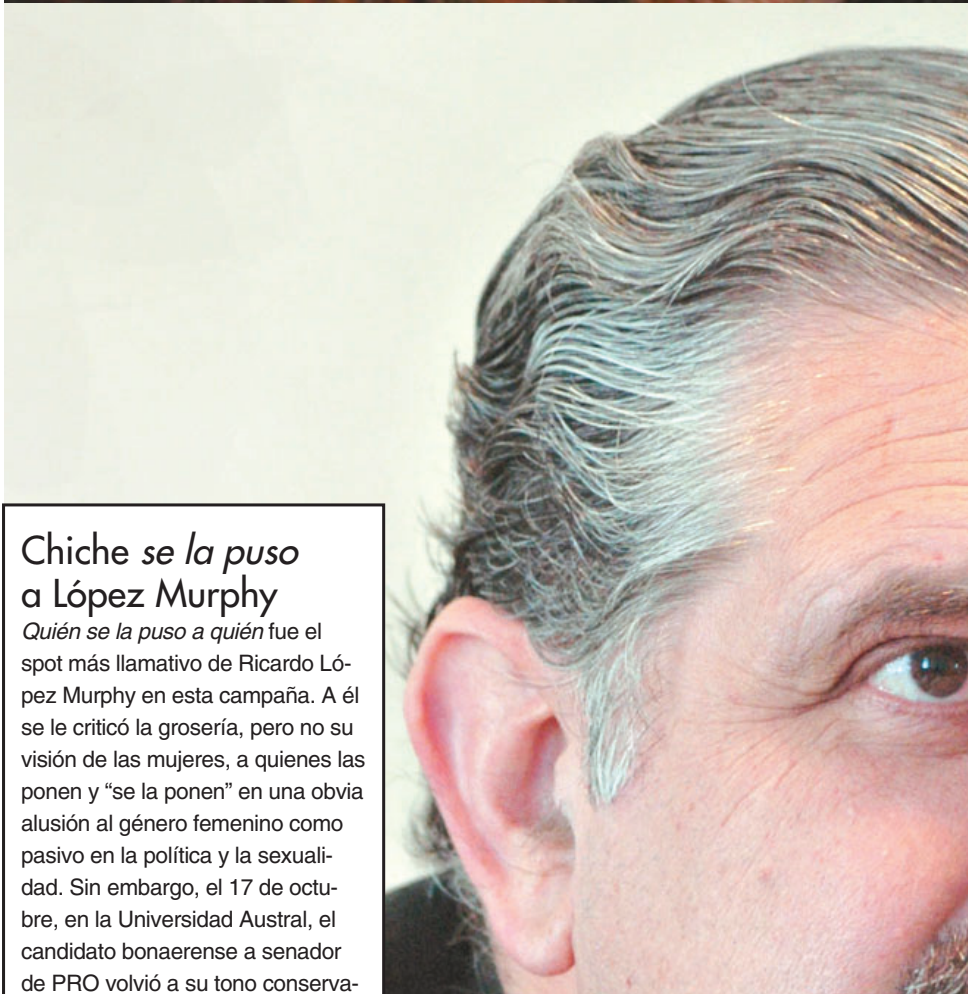 Chiche se la puso
a López Murphy
Quién se la puso a quién fue el
spot más llamativo de Ricardo Ló-
pez Murphy en esta campaña. A él
se le criticó la grosería, pero no su
visión de las mujeres, a quienes las
ponen y “se la ponen” en una obvia
alusión al género femenino como
pasivo en la política y la sexuali-
dad. Sin embargo, el 17 de octu-
bre, en la Universidad Austral, el
candidato bonaerense a senador
de PRO volvió a su tono conserva-